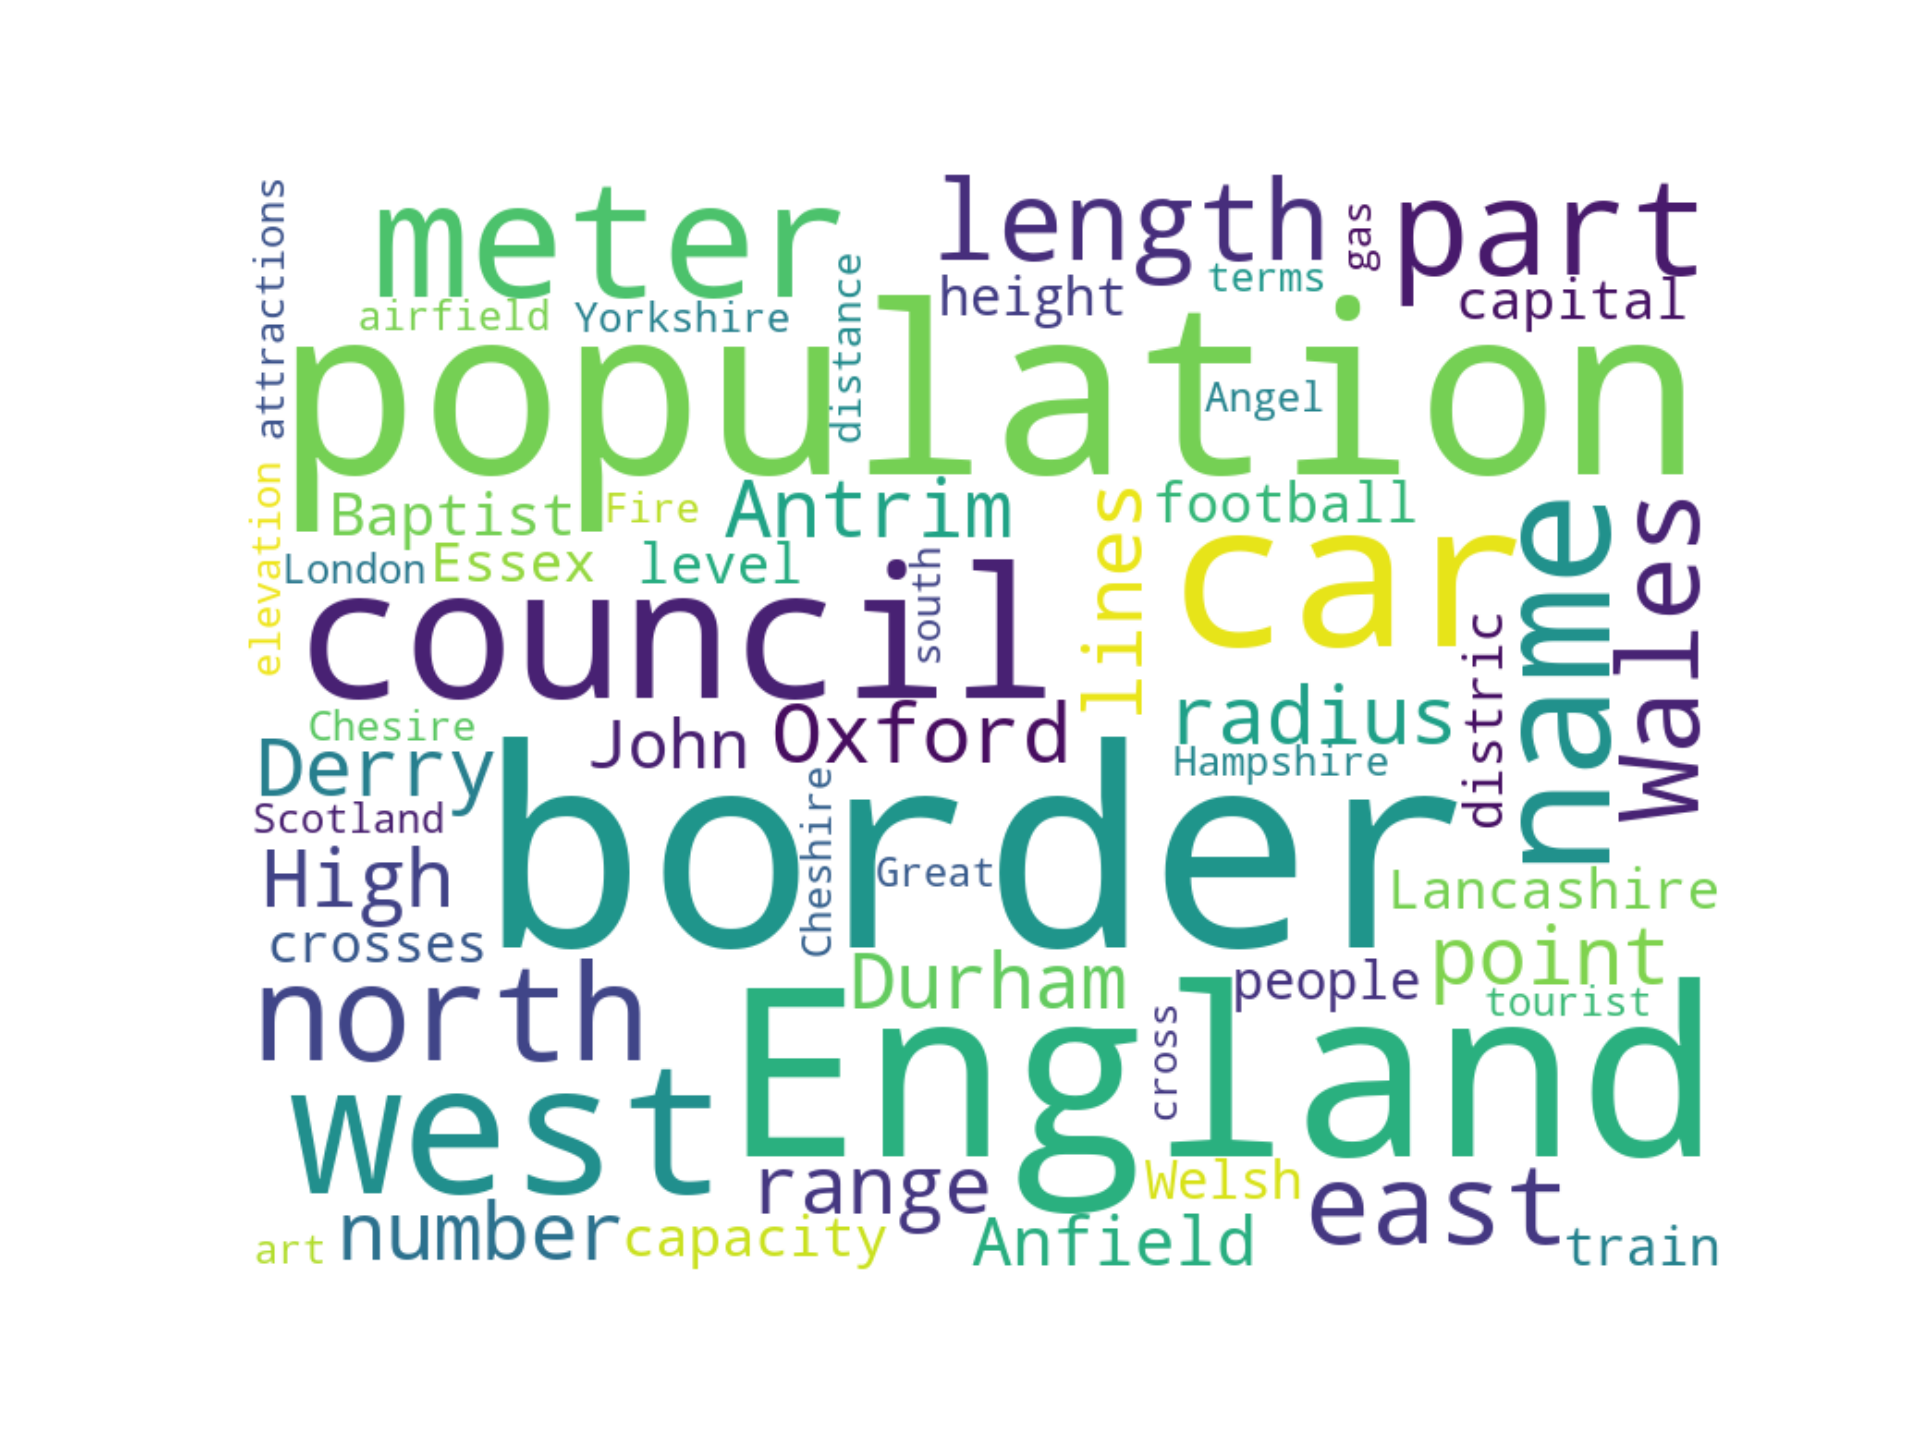 attractions
meter
length
gas
part
airfield
Yorkshire
distance
height
terms
capital
population
Angel
elevation
Baptist
Fire
Antrim
lines
football
name
Wales
London
Essex
level
south
car
council
distric
Chesire
John
Oxford
radius
Derry
Hampshire
Scotland
border
Cheshire
Great
High
Lancashire
crosses
point
Durham
people
tourist
north
England
cross
west
range
Welsh
east
art
number
capacity
Anfield
train